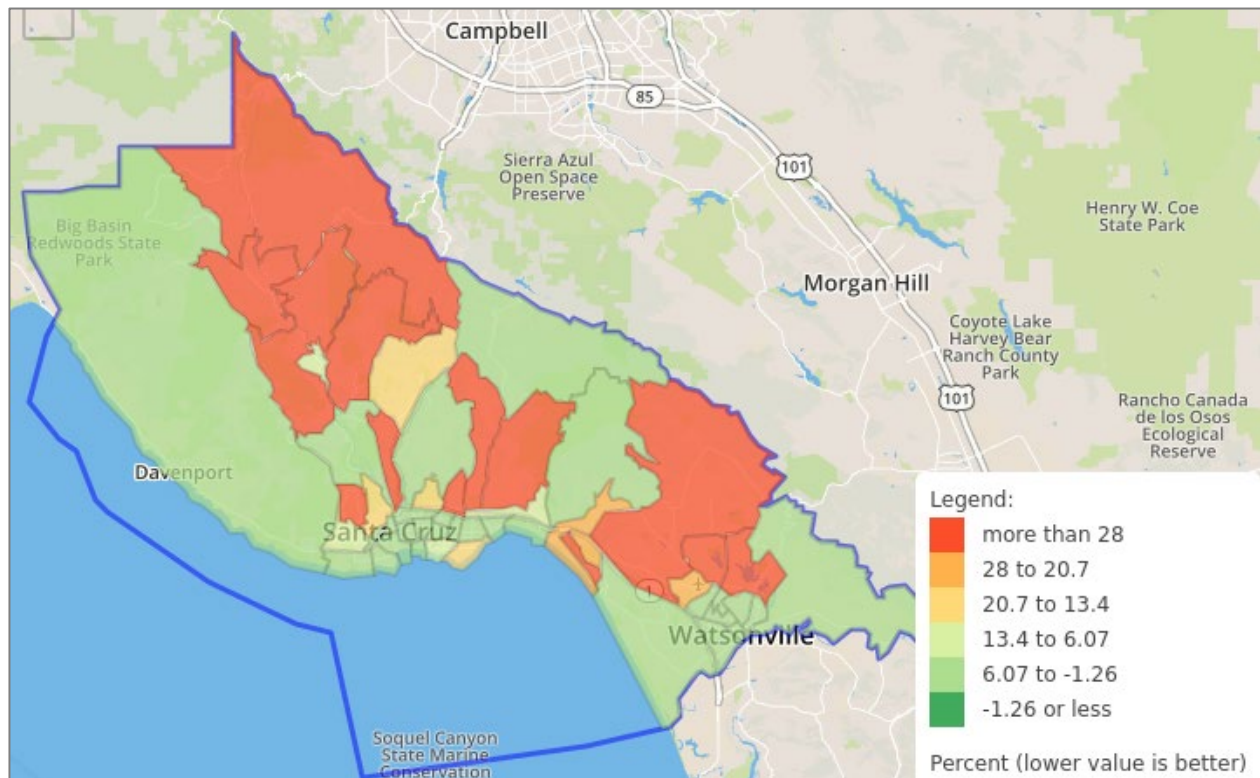 Campbell
85
Sierra Azul
Open Space
Preserve
101
Henry W. Coe
State Park
Big Basin
Redwoods State
Park
Morgan Hill
Coyote Lake
Harvey Bear
Ranch County
Park
101
Rancho Canada
de los Osos
Ecological
Reserve
Davenport
Santa Cruz
Watsonville
Soquel Canyon
State Marine
Conservation
Legend:
more than 28
28 to 20.7
20.7 to 13.4
13.4 to 6.07
6.07 to -1.26
-1.26 or less
Percent (lower value is better)